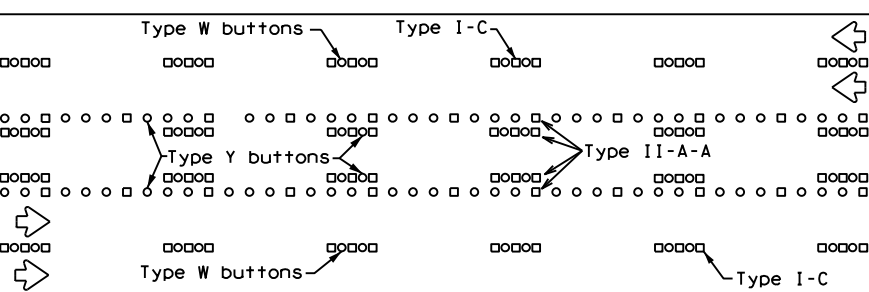 Type W buttons
Type I-C
Type Y buttons
Type II-A-A
Type W buttons
Type I-C